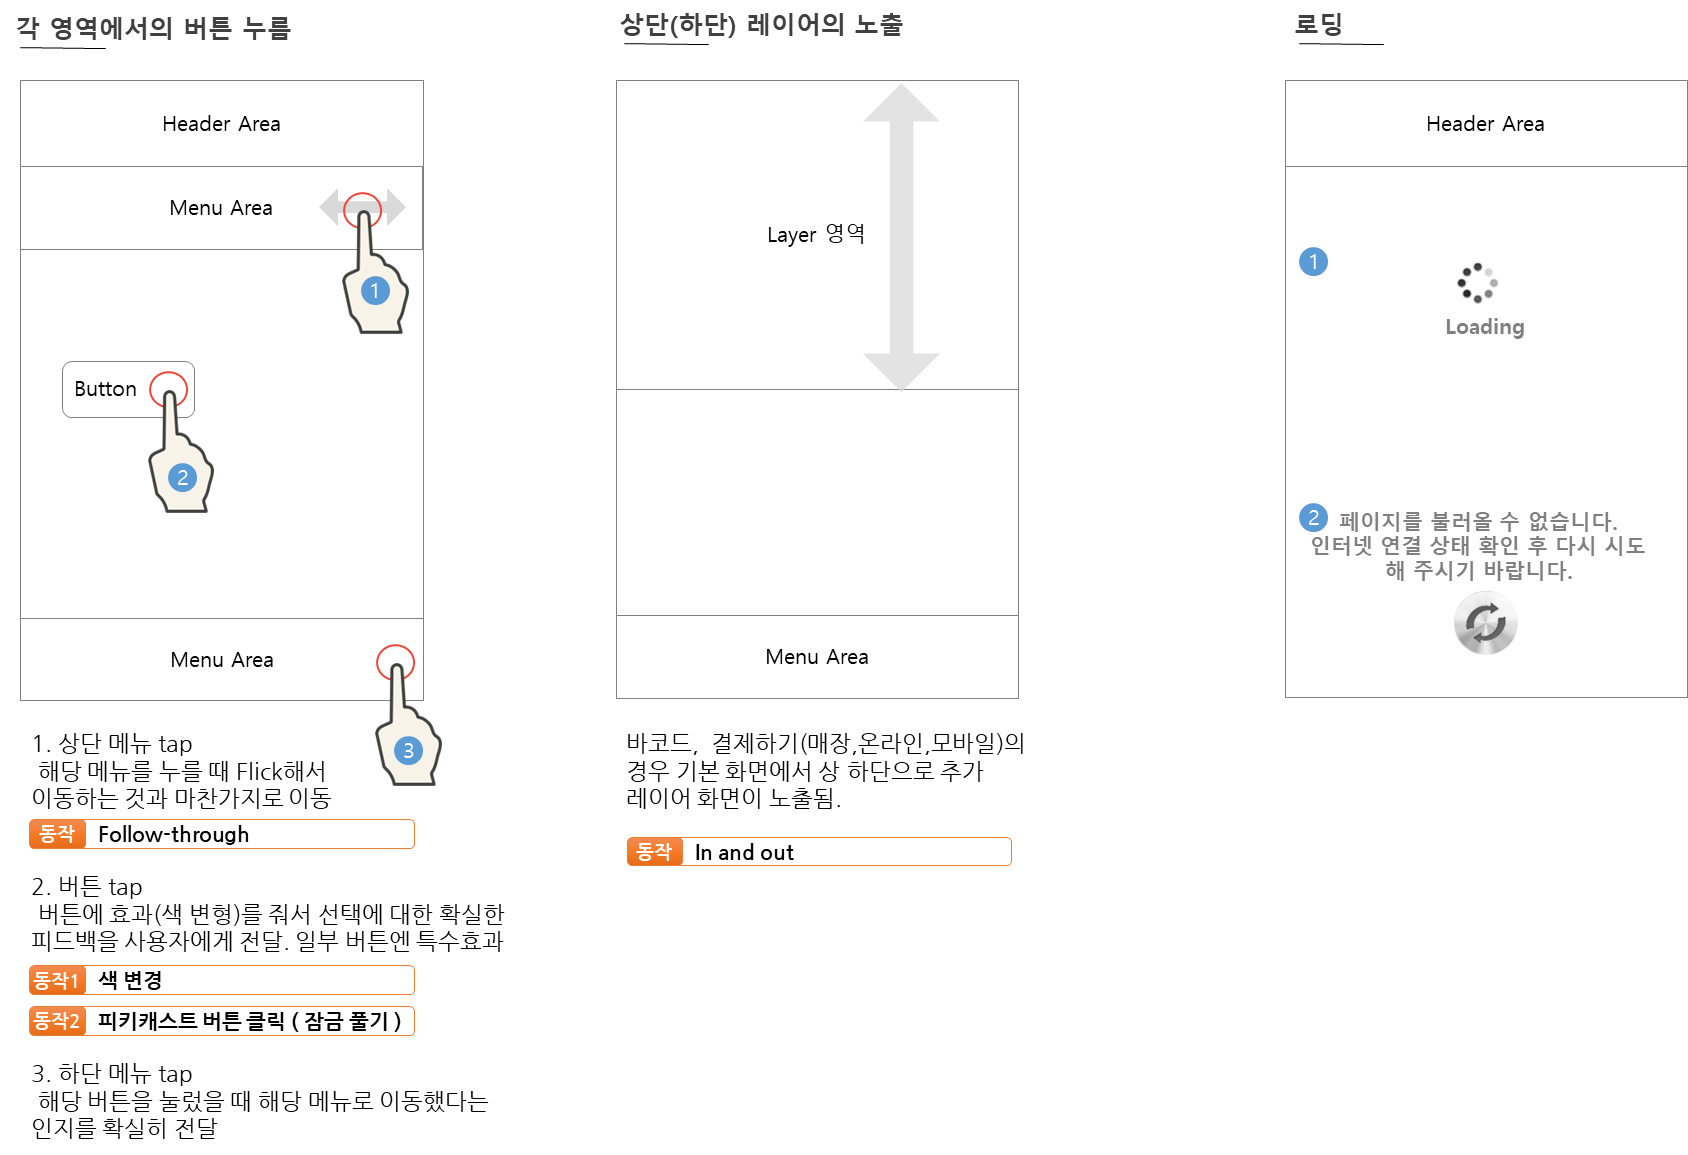 각 영역에서의 버튼 누름
Header Area
Menu Area
1
Button
2
Menu Area
3
1. 상단 메뉴 tap
해당 메뉴를 누를 때 Flick해서
이동하는 것과 마찬가지로 이동
동작 Follow-through
2. 버튼 tap
버튼에 효과(색 변형)를 줘서 선택에 대한 확실한
피드백을 사용자에게 전달. 일부 버튼엔 특수효과
동작1 색 변경
동작2 피키캐스트 버튼 클릭 ( 잠금 풀기 )
3. 하단 메뉴 tap
해당 버튼을 눌렀을 때 해당 메뉴로 이동했다는
인지를 확실히 전달
상단(하단) 레이어의 노출
Layer 영역
Menu Area
바코드, 결제하기(매장,온라인,모바일)의
경우 기본 화면에서 상 하단으로 추가
레이어 화면이 노출됨.
동작 In and out
로딩
Header Area
1
Loading
2 페이지를 불러올 수 없습니다.
인터넷 연결 상태 확인 후 다시 시도
해 주시기 바랍니다.